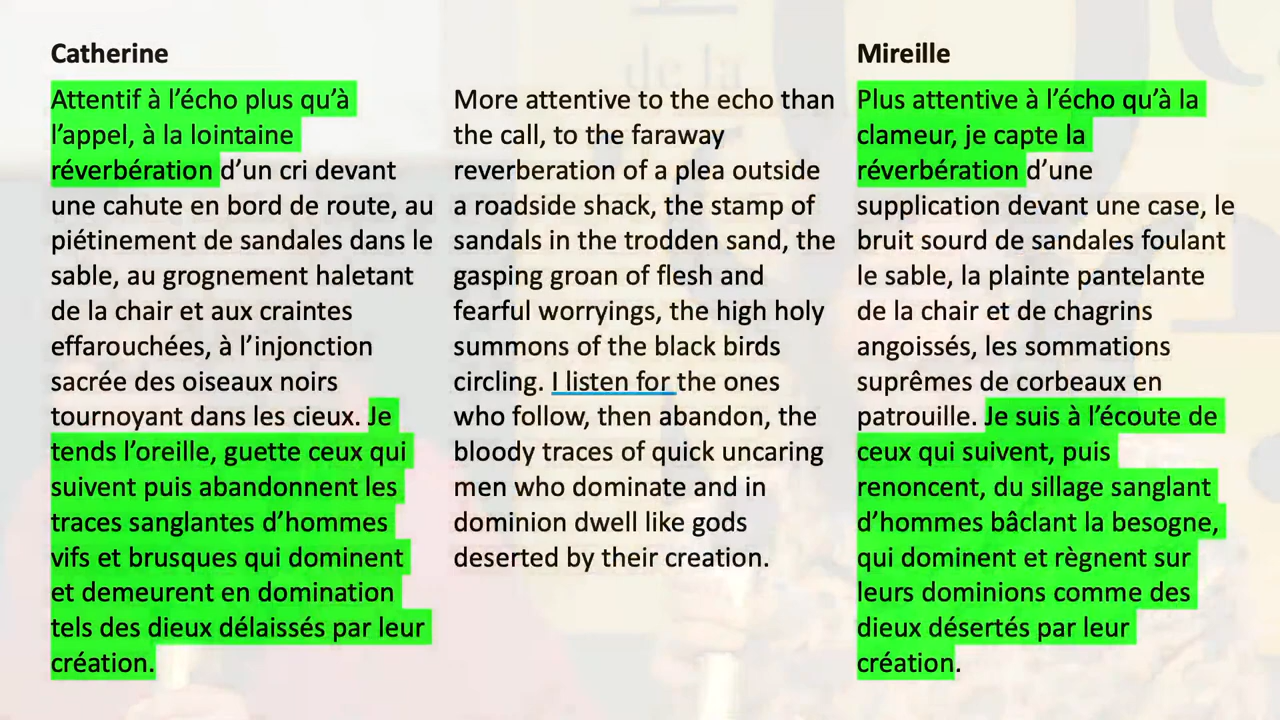 Catherine
Attentif à l’écho plus qu’à
l’appel, à la lointaine
réverbération d’un cri devant
une cahute en bord de route, au
piétinement de sandales dans le
sable, au grognement haletant
de la chair et aux craintes
effarouchées, à l’injonction
sacrée des oiseaux noirs
tournoyant dans les cieux. Je
tends l’oreille, guette ceux qui
suivent puis abandonnent les
traces sanglantes d’hommes
vifs et brusques qui dominent
et demeurent en domination
tels des dieux délaissés par leur
création.
More attentive to the echo than
the call, to the faraway
reverberation of a plea outside
a roadside shack, the stamp of
sandals in the trodden sand, the
gasping groan of flesh and
fearful worryings, the high holy
summons of the black birds
circling. I listen for the ones
who follow, then abandon, the
bloody traces of quick uncaring
men who dominate and in
dominion dwell like gods
deserted by their creation.
Mireille
Plus attentive à l’écho qu’à la
clameur, je capte la
réverbération d’une
supplication devant une case, le
bruit sourd de sandales foulant
le sable, la plainte pantelante
de la chair et de chagrins
angoissés, les sommations
suprêmes de corbeaux en
patrouille. Je suis à l’écoute de
ceux qui suivent, puis
renoncent, du sillage sanglant
d’hommes bâclant la besogne,
qui dominent et règnent sur
leurs dominions comme des
dieux désertés par leur
création.
de la